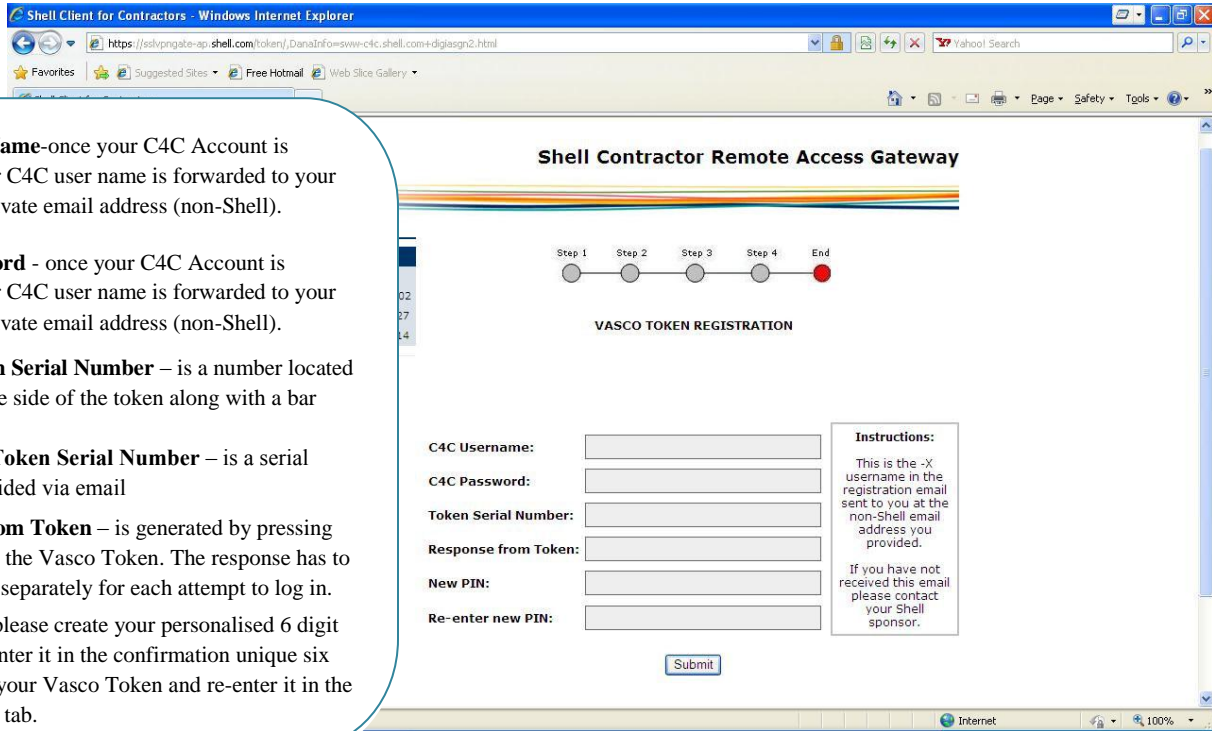 Shell Client for Contractors - Windows Internet Explorer
https://sslvpngate-ap.shell.com/token/,DanaInfo=sww-c4c.shell.com+digiasgn2.html
Yahoo! Search
Favorites
Suggested Sites
Free Hotmail
Web Slice Gallery
Page
Safety
Tools
»
ame-once your C4C Account is
r C4C user name is forwarded to your
vate email address (non-Shell).
ord - once your C4C Account is
r C4C user name is forwarded to your
vate email address (non-Shell).
n Serial Number – is a number located
e side of the token along with a bar
Token Serial Number – is a serial
ided via email
om Token – is generated by pressing
the Vasco Token. The response has to
separately for each attempt to log in.
please create your personalised 6 digit
nter it in the confirmation unique six
your Vasco Token and re-enter it in the
tab.
Shell Contractor Remote Access Gateway
02
27
14
Step 1
Step 2
Step 3
Step 4
End
VASCO TOKEN REGISTRATION
C4C Username:
C4C Password:
Token Serial Number:
Response from Token:
New PIN:
Re-enter new PIN:
Instructions:
This is the -X
username in the
registration email
sent to you at the
non-Shell email
address you
provided.
If you have not
received this email
please contact
your Shell
sponsor.
Submit
Internet
100%